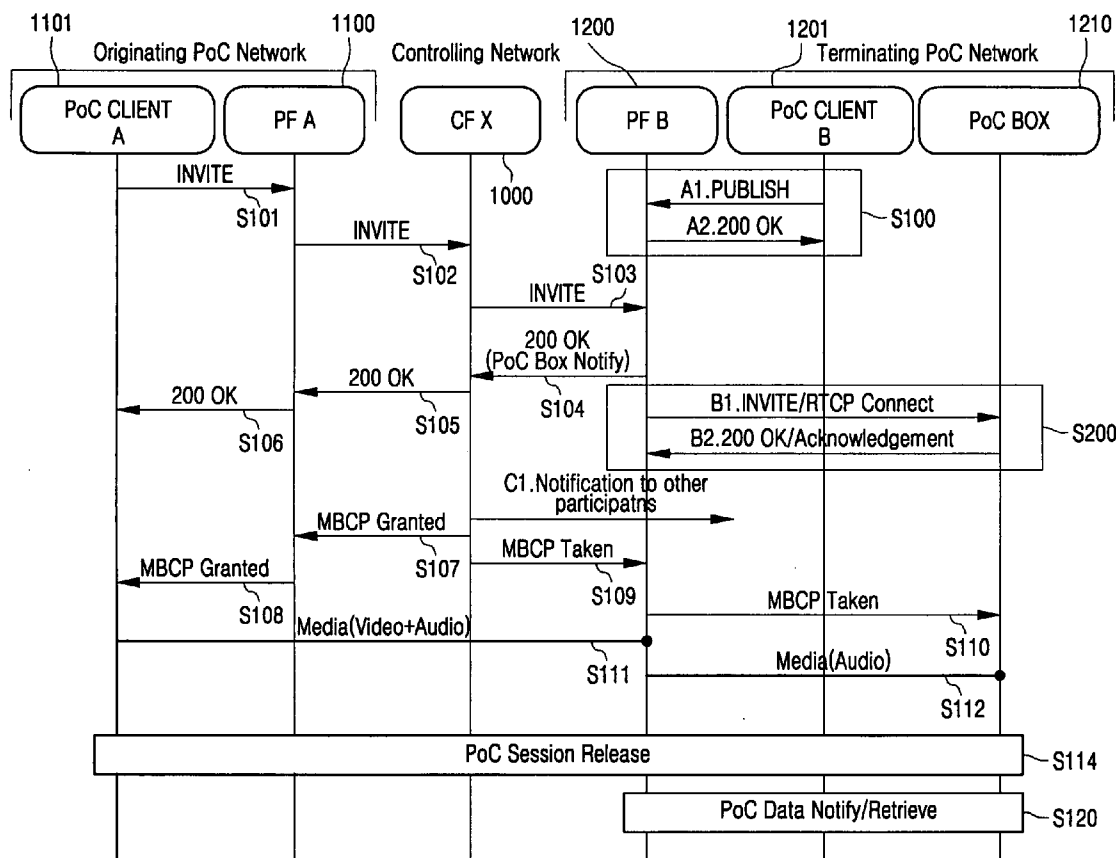 1101
1100
1200
1201
1210
Originating PoC Network
Controlling Network
Terminating PoC Network
PoC CLIENT
A
PF A
CF X
PF B
PoC CLIENT
B
PoC BOX
1000
INVITE
S101
A1.PUBLISH
A2.200 OK
S100
INVITE
S102
S103
INVITE
200 OK
(PoC Box Notify)
S104
200 OK
S105
200 OK
S106
B1.INVITE/RTCP Connect
B2.200 OK/Acknowledgement
S200
C1.Notification to other
participatns
MBCP Granted
S107
MBCP Taken
S109
MBCP Granted
S108
MBCP Taken
S110
Media(Video+Audio)
S111
Media(Audio)
S112
PoC Session Release
S114
PoC Data Notify/Retrieve
S120